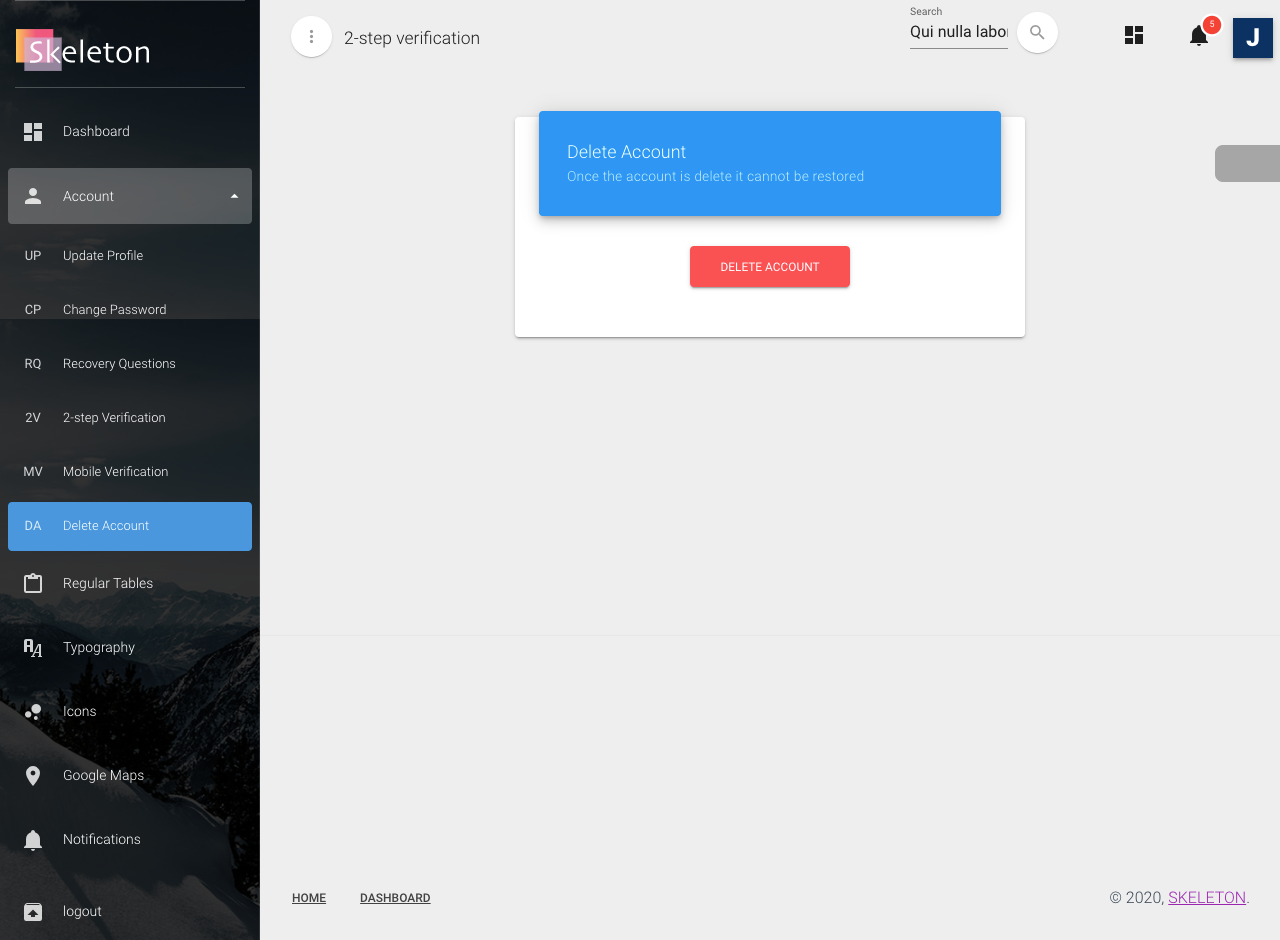 Skeleton
Dashboard
Account
UP Update Profile
CP Change Password
RQ Recovery Questions
2V 2-step Verification
MV Mobile Verification
DA Delete Account
Regular Tables
Typography
Icons
Google Maps
Notifications
logout
2-step verification
Search
Qui nulla labor
5
J
Delete Account
Once the account is delete it cannot be restored
DELETE ACCOUNT
HOME DASHBOARD
© 2020, SKELETON.